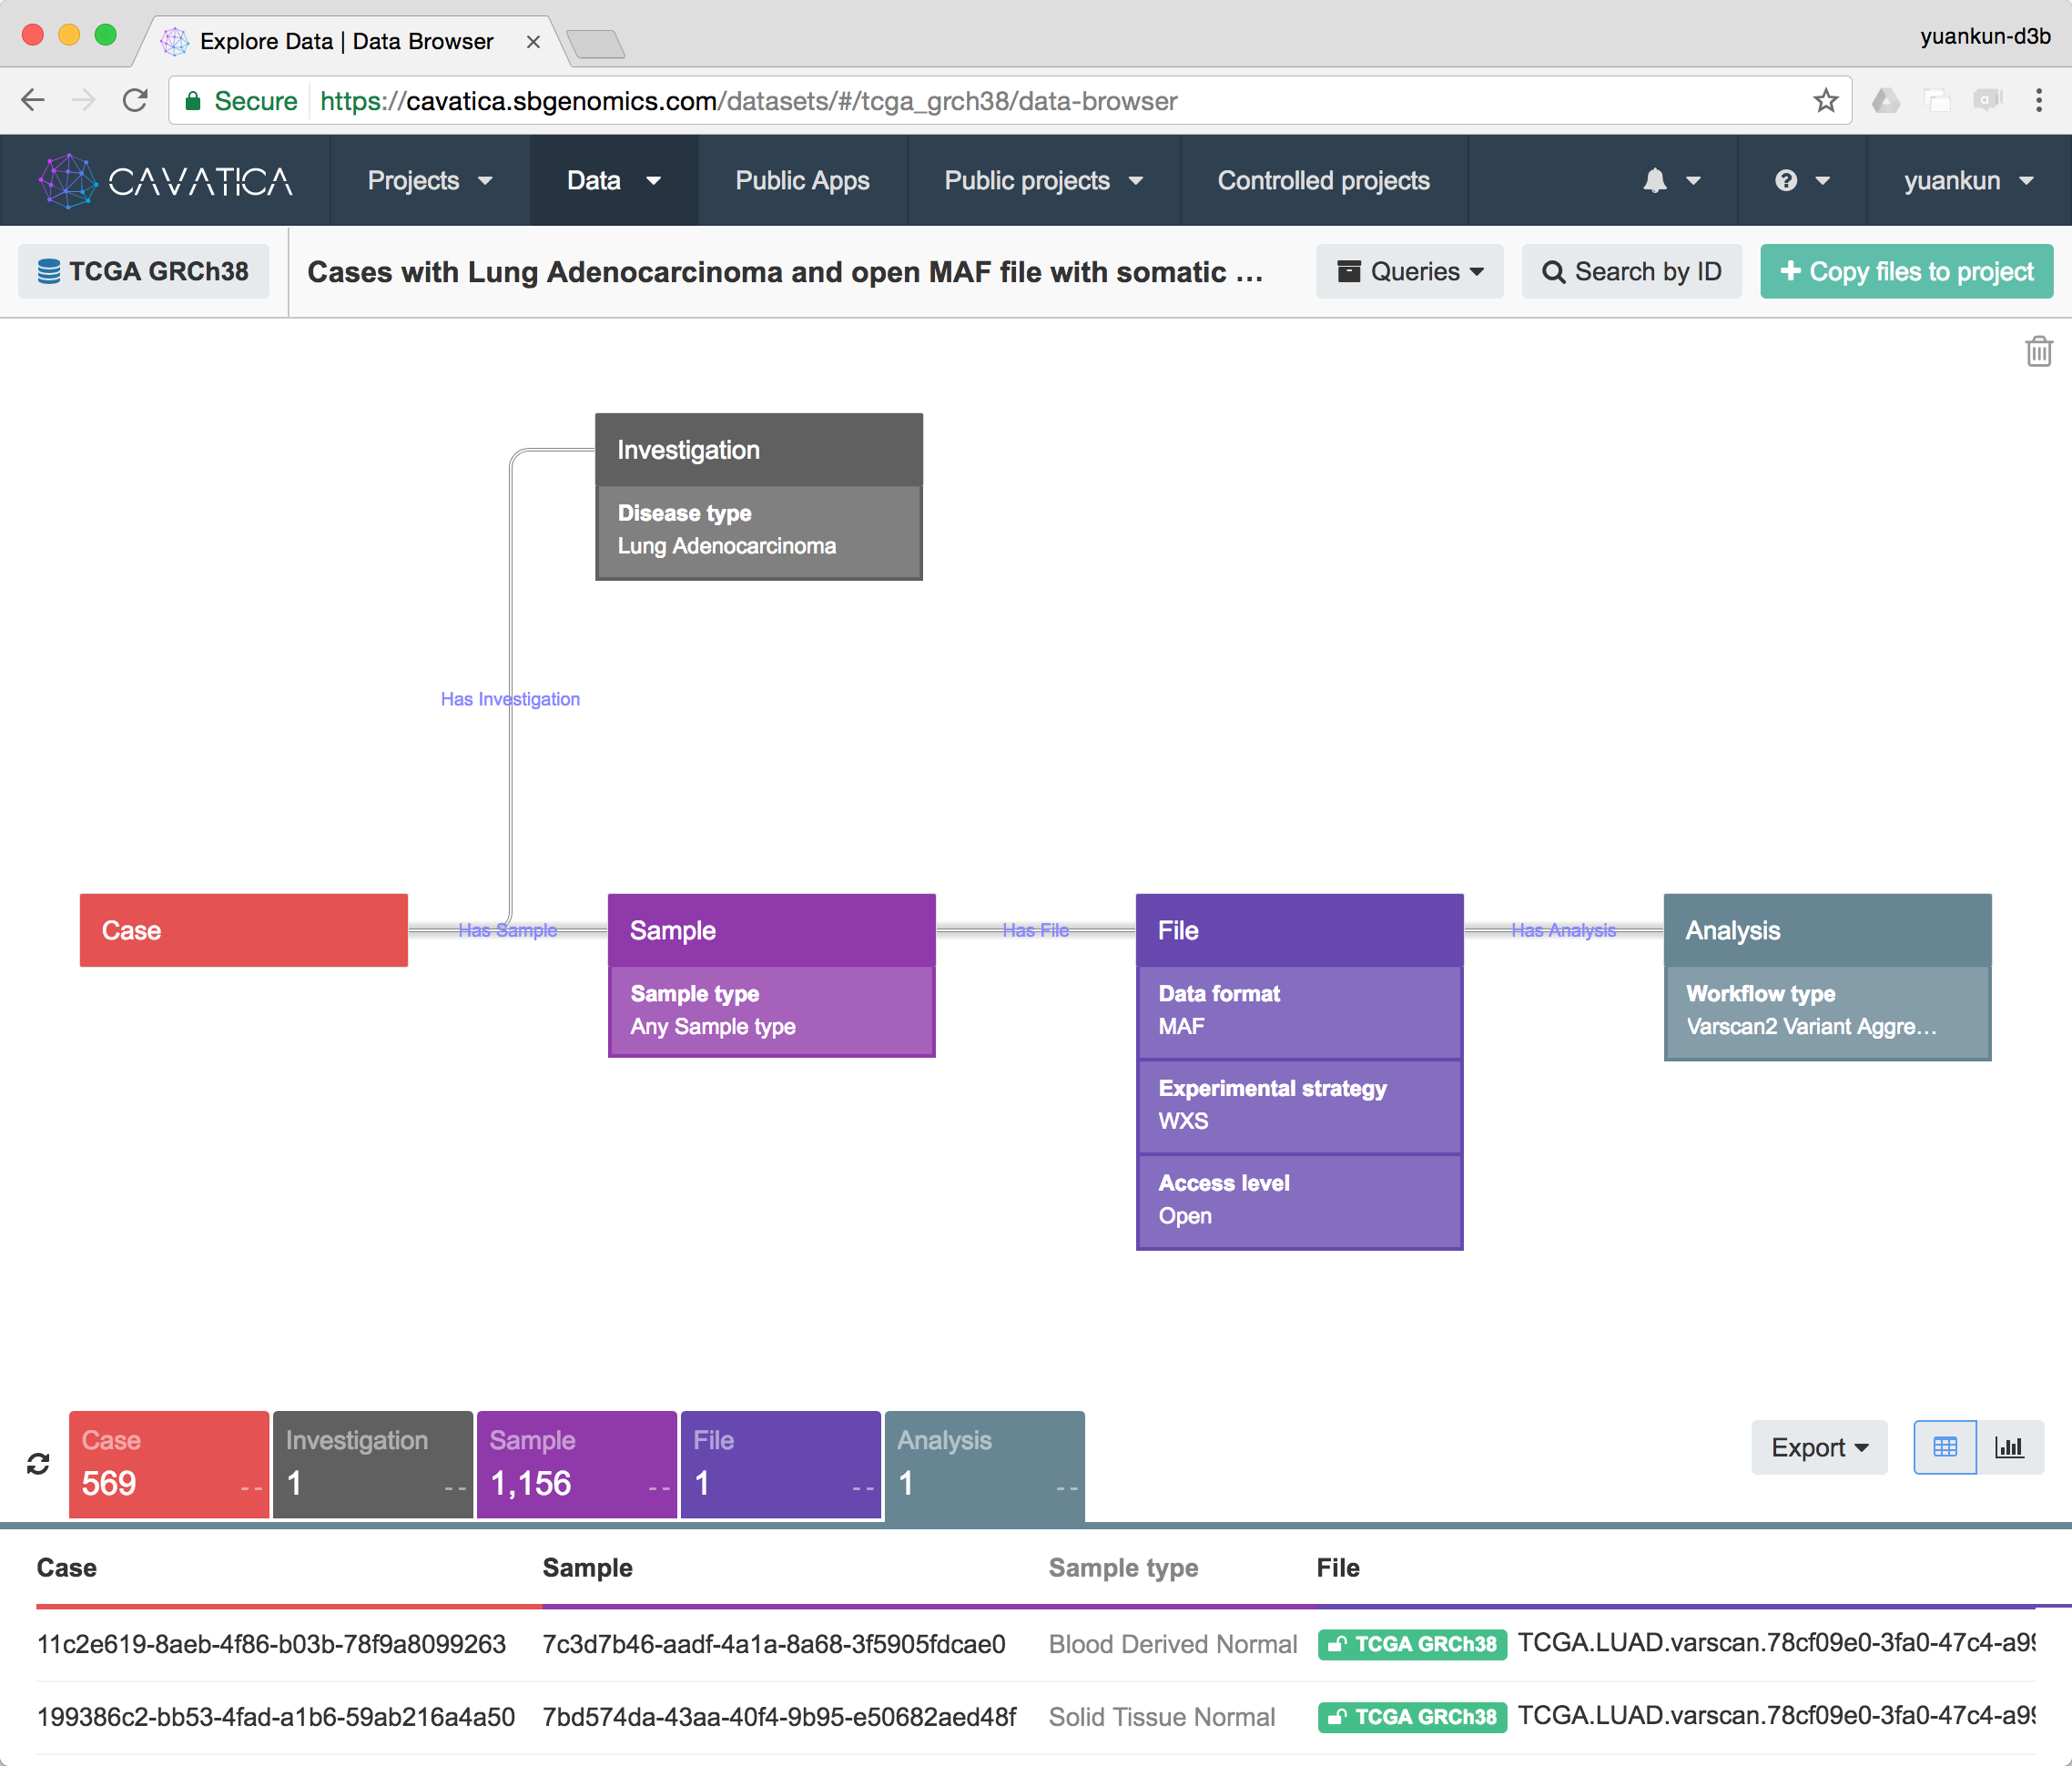 Explore Data | Data Browser
yuankun-d3b
Secure https://cavatica.sbgenomics.com/datasets/#/tcga_grch38/data-browser
CAVATICA Projects Data Public Apps Public projects Controlled projects yuankun
TCGA GRCh38 Cases with Lung Adenocarcinoma and open MAF file with somatic ... Queries Search by ID Copy files to project
Investigation
Disease type
Lung Adenocarcinoma
Has Investigation
Case Has Sample Sample Has File File Has Analysis Analysis
Sample type Data format Workflow type
Any Sample type MAF Varscan2 Variant Aggre...
Experimental strategy
WXS
Access level
Open
Case Investigation Sample File Analysis
569 -- 1 -- 1,156 -- 1 -- 1 --
Export
Case Sample Sample type File
11c2e619-8aeb-4f86-b03b-78f9a8099263 7c3d7b46-aadf-4a1a-8a68-3f5905fdcae0 Blood Derived Normal TCGA GRCh38 TCGA.LUAD.varscan.78cf09e0-3fa0-47c4-a99
199386c2-bb53-4fad-a1b6-59ab216a4a50 7bd574da-43aa-40f4-9b95-e50682aed48f Solid Tissue Normal TCGA GRCh38 TCGA.LUAD.varscan.78cf09e0-3fa0-47c4-a99